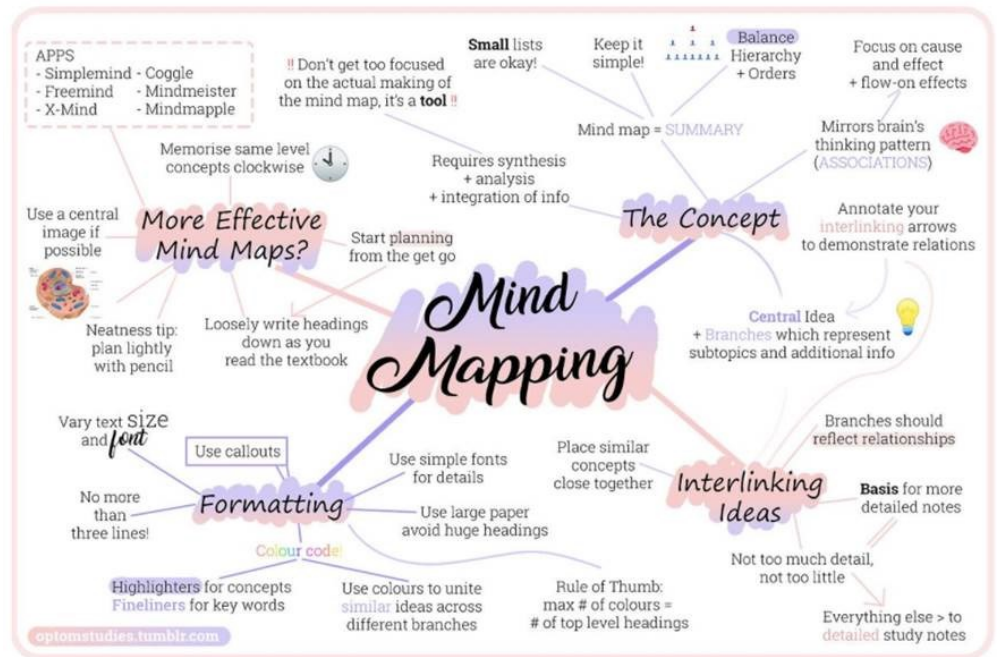 APPS
- Simplemind - Coggle
- Freemind - Mindmeister
- X-Mind - Mindmapple
!! Don't get too focused
on the actual making of
the mind map, it's a tool !!
Small lists
are okay!
Keep it
simple!
Balance
Hierarchy
+ Orders
Focus on cause
and effect
+ flow-on effects
Mind map = SUMMARY
Mirrors brain's
thinking pattern
(ASSOCIATIONS)
Memorise same level
concepts clockwise
Requires synthesis
+ analysis
+ integration of info
The Concept
Use a central
image if
possible
More Effective
Mind Maps?
Start planning
from the get go
Annotate your
interlinking arrows
to demonstrate relations
Neatness tip:
plan lightly
with pencil
Loosely write headings
down as you
read the textbook
Mind
Mapping
Central Idea
+ Branches which represent
subtopics and additional info
Vary text size
and font
Use callouts
No more
than
three lines!
Formatting
Use simple fonts
for details
Use large paper
avoid huge headings
Colour code!
Highlighters for concepts
Fineliners for key words
Use colours to unite
similar ideas across
different branches
Rule of Thumb:
max # of colours =
# of top level headings
Place similar
concepts
close together
Interlinking
Ideas
Branches should
reflect relationships
Basis for more
detailed notes
Not too much detail,
not too little
Everything else > to
detailed study notes
optomstudies.tumblr.com